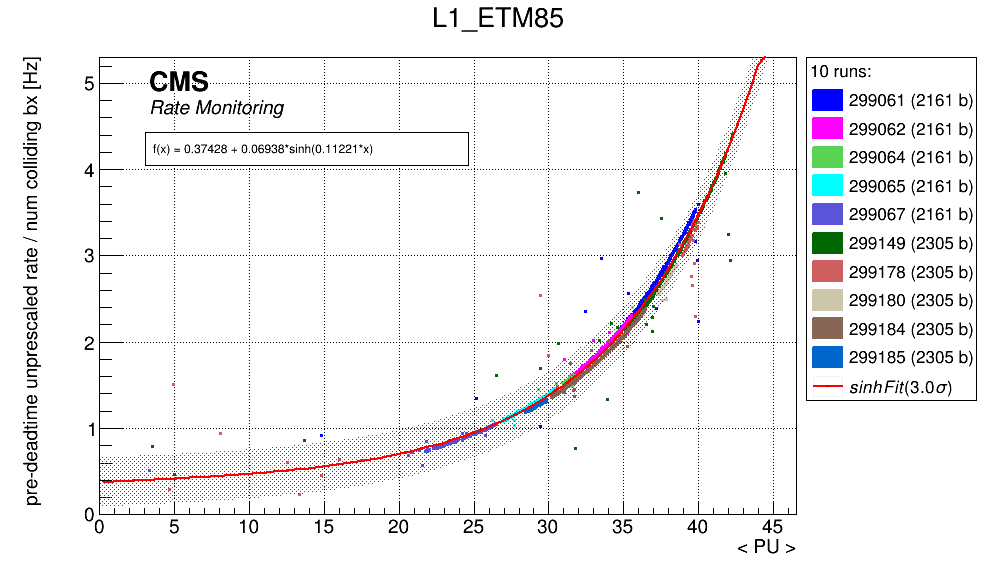 L1_ETM85
pre-deadtime unprescaled rate / num colliding bx [Hz]
CMS
Rate Monitoring
f(x) = 0.37428 + 0.06938*sinh(0.11221*x)
5
4
3
2
1
0
0 5 10 15 20 25 30 35 40 45
< PU >
10 runs:
299061 (2161 b)
299062 (2161 b)
299064 (2161 b)
299065 (2161 b)
299067 (2161 b)
299149 (2305 b)
299178 (2305 b)
299180 (2305 b)
299184 (2305 b)
299185 (2305 b)
sinhFit(3.0σ)